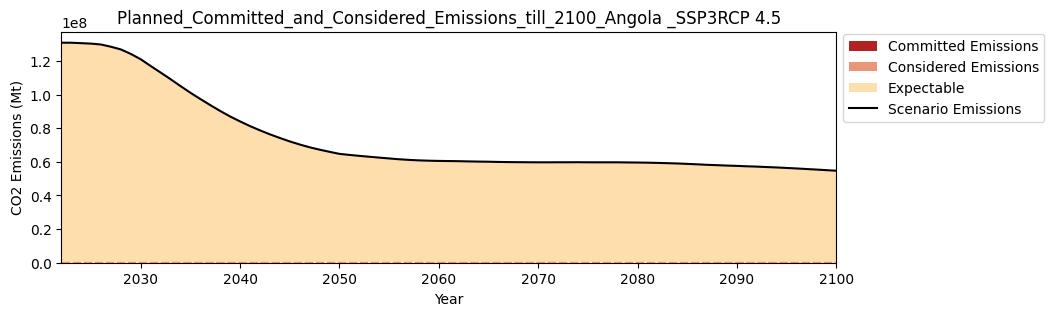 Planned_Committed_and_Considered_Emissions_till_2100_Angola _SSP3RCP 4.5
1e8
1.2
1.0
0.8
0.6
0.4
0.2
0.0
CO2 Emissions (Mt)
2030 2040 2050 2060 2070 2080 2090 2100
Year
Committed Emissions
Considered Emissions
Expectable
Scenario Emissions